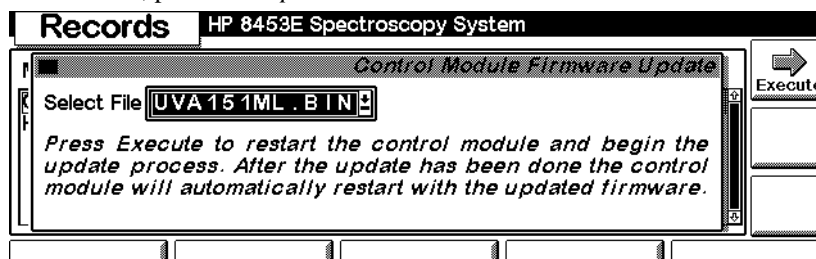 Records HP 8453E Spectroscopy System
Control Module Firmware Update
Execute
Select File UVA151ML.BIN
Press Execute to restart the control module and begin the
update process. After the update has been done the control
module will automatically restart with the updated firmware.